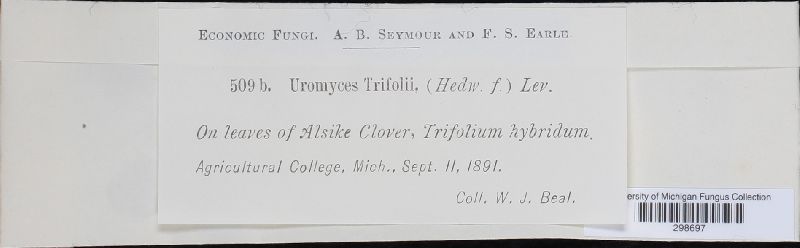 Economic Fungi. A. B. Seymour and F. S. Earle.
509 b. Uromyces Trifolii, (Hedw. f.) Lev.
On leaves of Alsike Clover, Trifolium hybridum.
Agricultural College, Mich., Sept. 11, 1891.
Coll. W. J. Beal.
ersity of Michigan Fungus Collection
298697